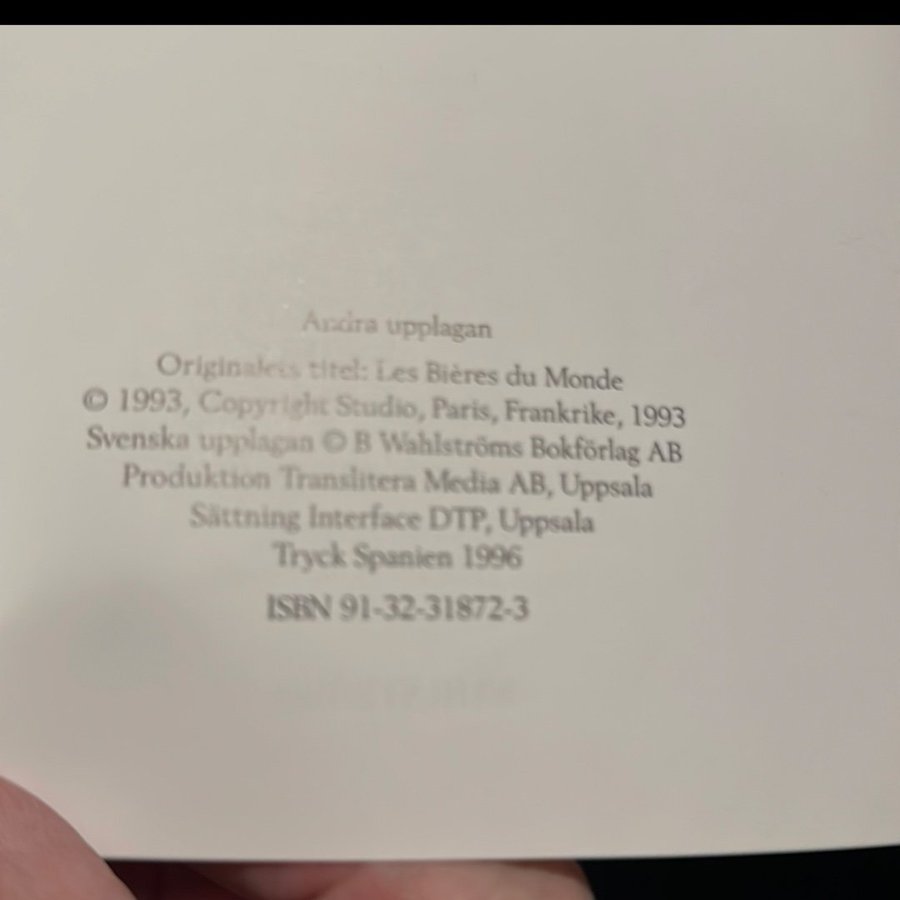 Andra upplagan
Originalets titel: Les Bières du Monde
© 1993, Copyright Studio, Paris, Frankrike, 1993
Svenska upplagan © B Wahlströms Bokförlag AB
Produktion Translitera Media AB, Uppsala
Sättning Interface DTP, Uppsala
Tryck Spanien 1996
ISBN 91-32-31872-3